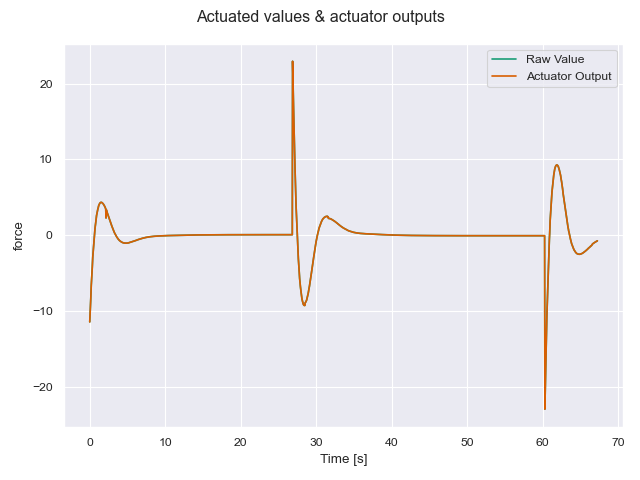 Actuated values & actuator outputs
Raw Value
Actuator Output
20
10
0
−10
−20
force
0 10 20 30 40 50 60 70
Time [s]